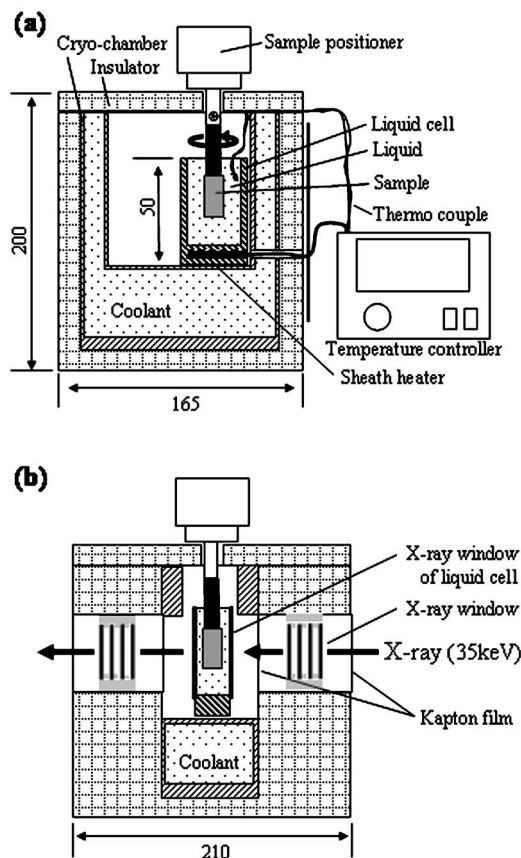 (a)
Cryo-chamber
Insulator
Sample positioner
Liquid cell
Liquid
Sample
Thermo couple
50
200
Coolant
Temperature controller
Sheath heater
165
(b)
X-ray window
of liquid cell
X-ray window
X-ray (35keV)
Kapton film
Coolant
210